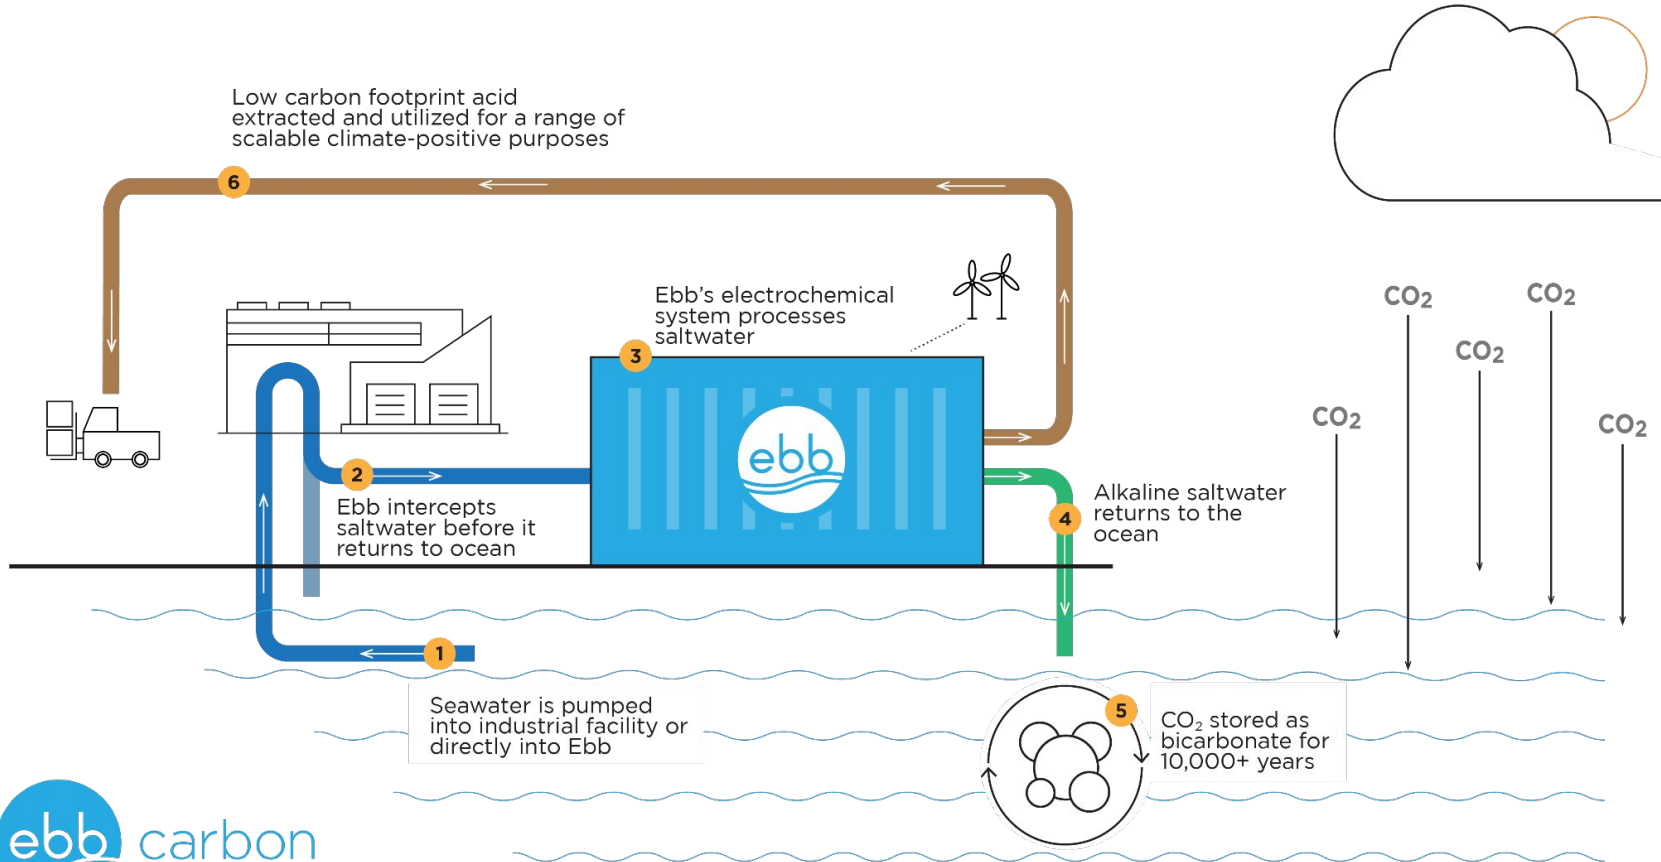 Low carbon footprint acid
extracted and utilized for a range of
scalable climate-positive purposes
6
Ebb's electrochemical
system processes
saltwater
3
ebb
2
Ebb intercepts
saltwater before it
returns to ocean
4
Alkaline saltwater
returns to the
ocean
CO₂
CO₂
CO₂
CO₂
CO₂
1
Seawater is pumped
into industrial facility or
directly into Ebb
5
CO₂ stored as
bicarbonate for
10,000+ years
ebb carbon